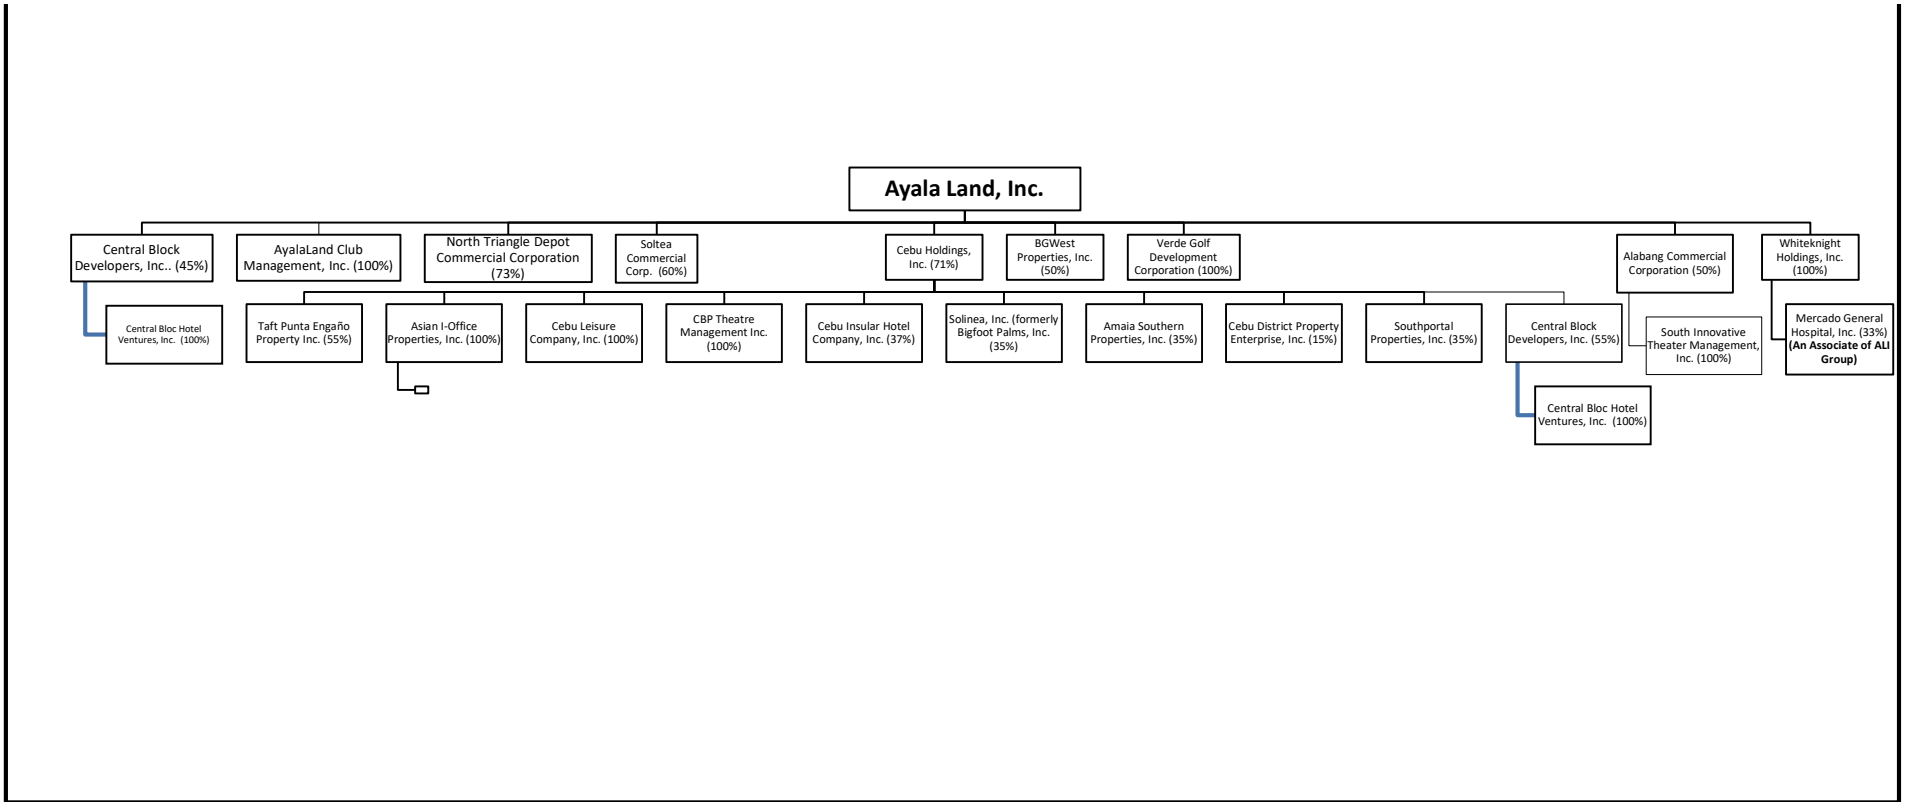 Ayala Land, Inc.
Central Block
Developers, Inc.. (45%)
AyalaLand Club
Management, Inc. (100%)
North Triangle Depot
Commercial Corporation
(73%)
Soltea
Commercial
Corp.  (60%)
Cebu Holdings,
Inc. (71%)
BGWest
Properties, Inc.
(50%)
Verde Golf
Development
Corporation (100%)
Alabang Commercial
Corporation (50%)
Whiteknight
Holdings, Inc.
(100%)
Central Bloc Hotel
Ventures, Inc.  (100%)
Taft Punta Engaño
Property Inc. (55%)
Asian I-Office
Properties, Inc. (100%)
Cebu Leisure
Company, Inc. (100%)
CBP Theatre
Management Inc.
(100%)
Cebu Insular Hotel
Company, Inc. (37%)
Solinea, Inc. (formerly
Bigfoot Palms, Inc.
(35%)
Amaia Southern
Properties, Inc. (35%)
Cebu District Property
Enterprise, Inc. (15%)
Southportal
Properties, Inc. (35%)
Central Block
Developers, Inc. (55%)
South Innovative
Theater Management,
Inc. (100%)
Mercado General
Hospital, Inc. (33%)
(An Associate of ALI
Group)
Central Bloc Hotel
Ventures, Inc.  (100%)